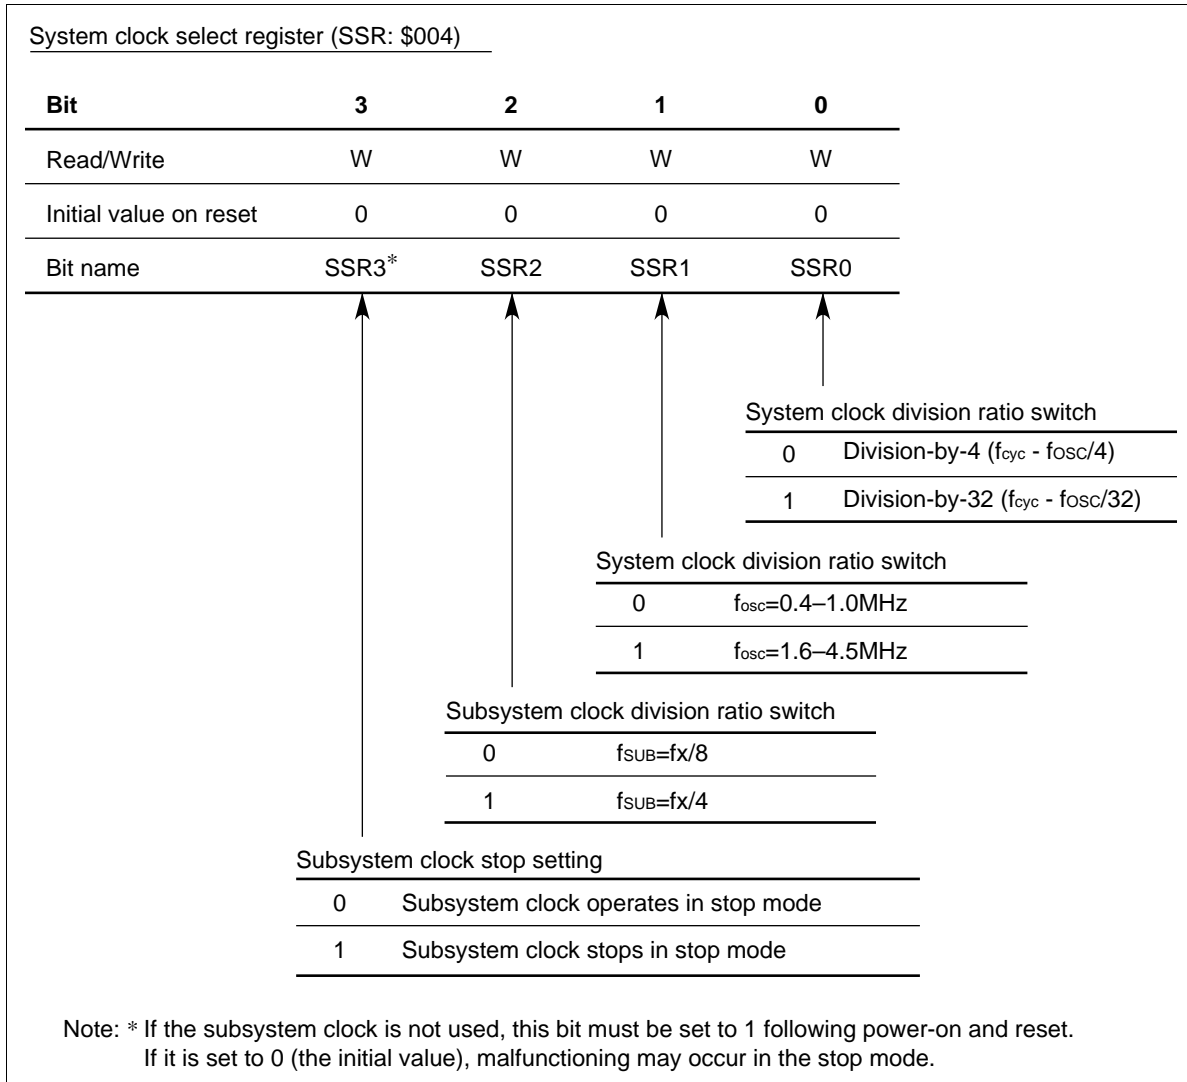 System clock select register (SSR: $004)
Bit 3 2 1 0
Read/Write W W W W
Initial value on reset 0 0 0 0
Bit name SSR3* SSR2 SSR1 SSR0
System clock division ratio switch
0 Division-by-4 (fcyc - fOSC/4)
1 Division-by-32 (fcyc - fOSC/32)
System clock division ratio switch
0 fosc=0.4–1.0MHz
1 fosc=1.6–4.5MHz
Subsystem clock division ratio switch
0 fSUB=fx/8
1 fSUB=fx/4
Subsystem clock stop setting
0 Subsystem clock operates in stop mode
1 Subsystem clock stops in stop mode
Note: * If the subsystem clock is not used, this bit must be set to 1 following power-on and reset.
If it is set to 0 (the initial value), malfunctioning may occur in the stop mode.